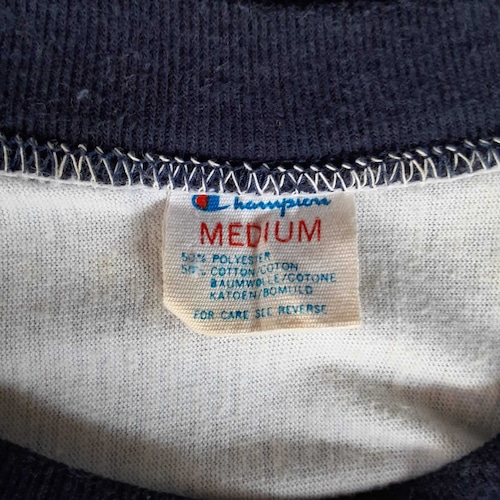 Champion
MEDIUM
50% POLYESTER
50% COTTON/COTON
BAUMWOLLE/COTONE
KATOEN/BOMULD
FOR CARE SEE REVERSE